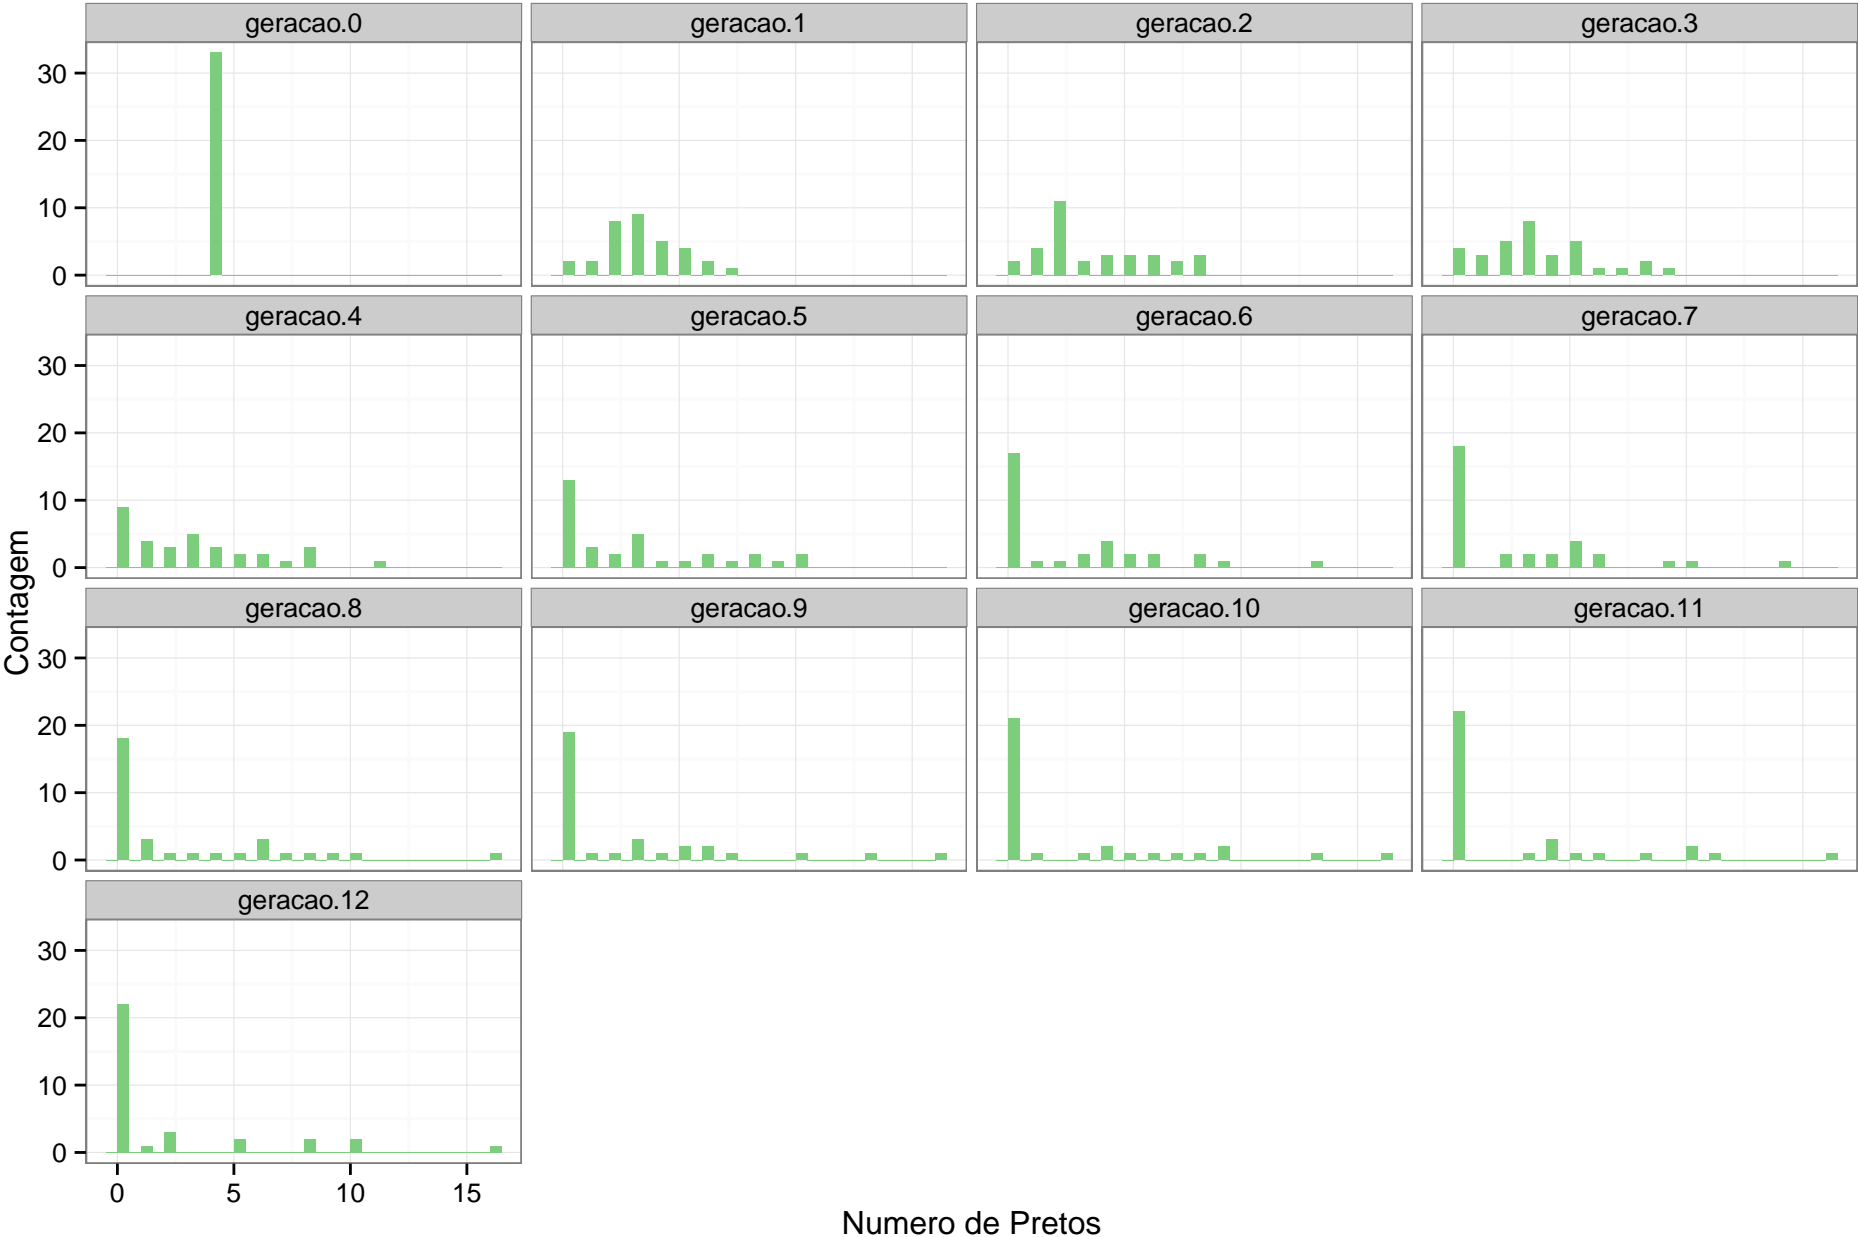 geracao.0 geracao.1 geracao.2 geracao.3
30
20
10
0
geracao.4 geracao.5 geracao.6 geracao.7
30
20
10
0
geracao.8 geracao.9 geracao.10 geracao.11
30
20
10
0
geracao.12
30
20
10
0
0 5 10 15
Contagem
Numero de Pretos